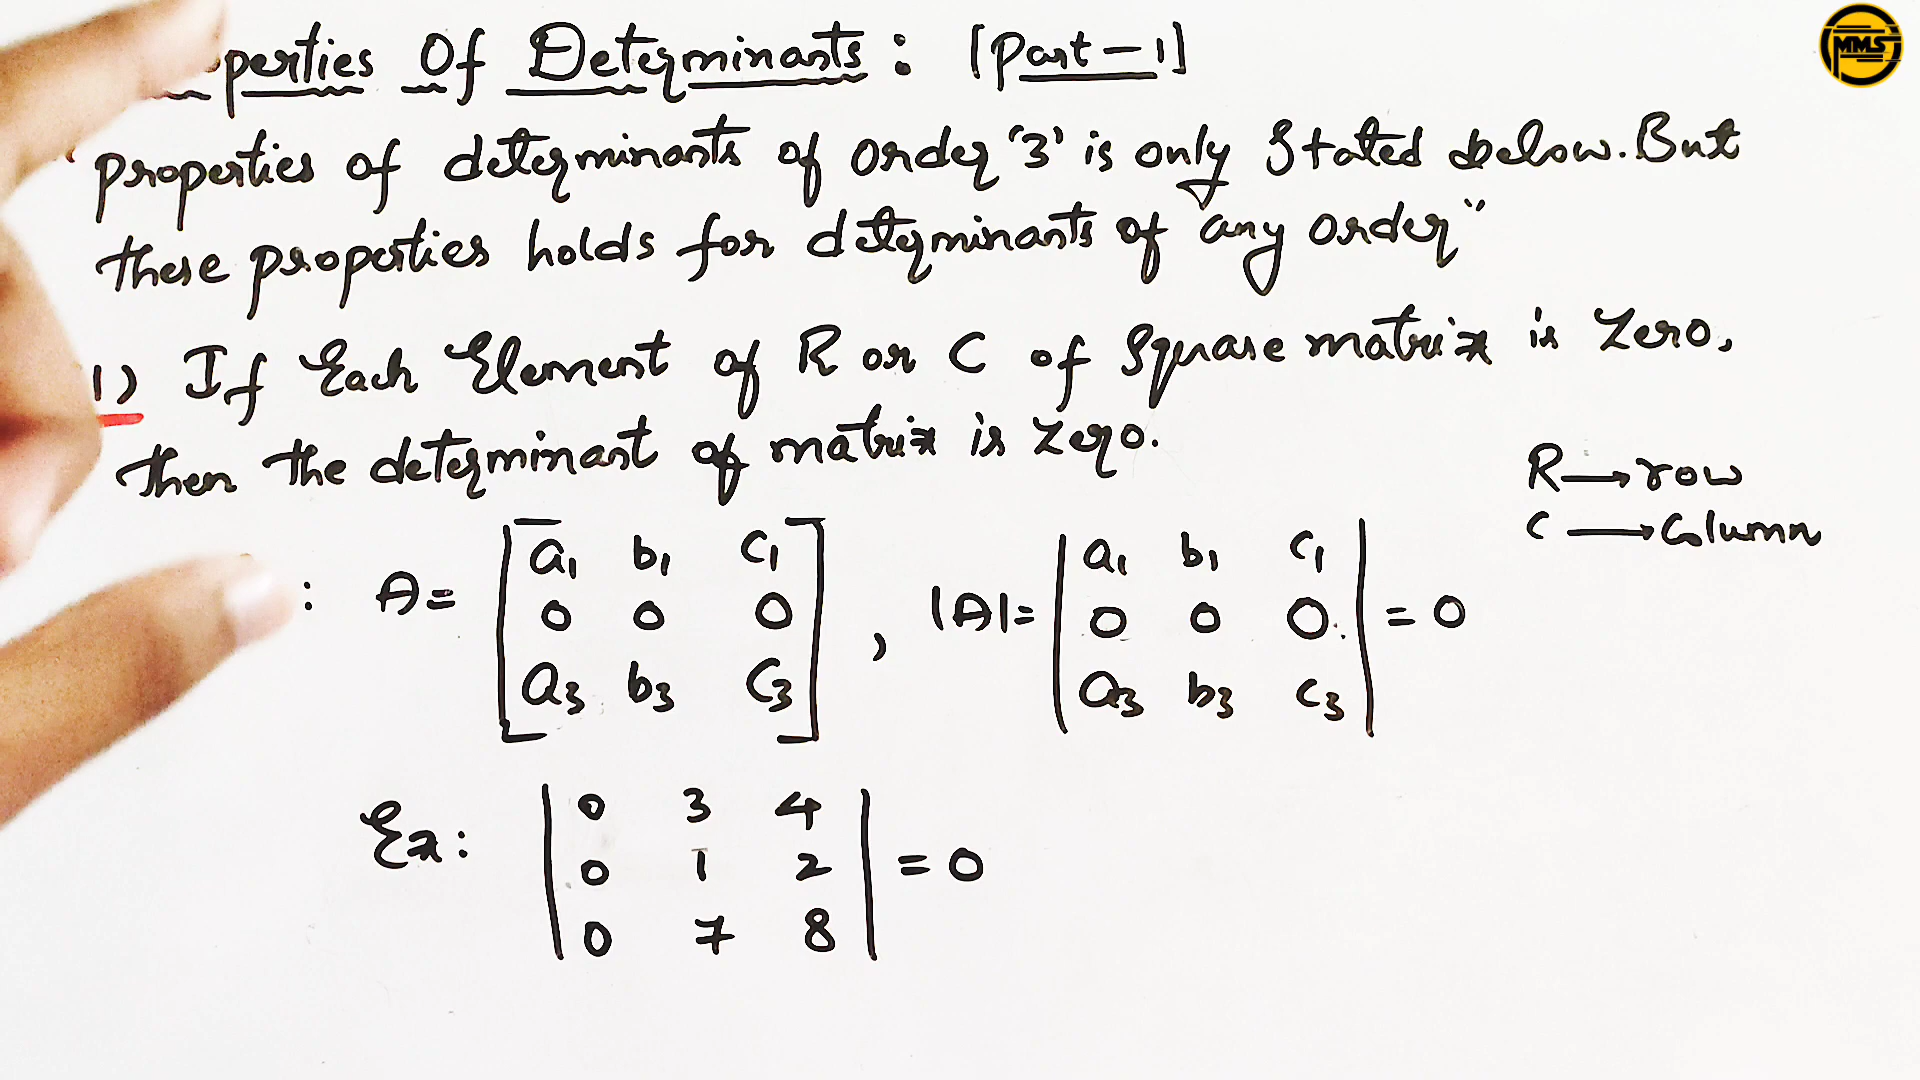 perties Of Determinants : [Part-1]
MMS
"properties of determinants of order '3' is only Stated below. But
these properties holds for determinants of any order"
1) If Each Element of R or C of Square matrix is Zero,
then the determinant of matrix is zero.
R → row
C → Column
: A = [ a1 b1 c1
0 0 0
a3 b3 c3 ] , |A| = | a1 b1 c1
0 0 0
a3 b3 c3 | = 0
Ex: | 0 3 4
0 1 2
0 7 8 | = 0